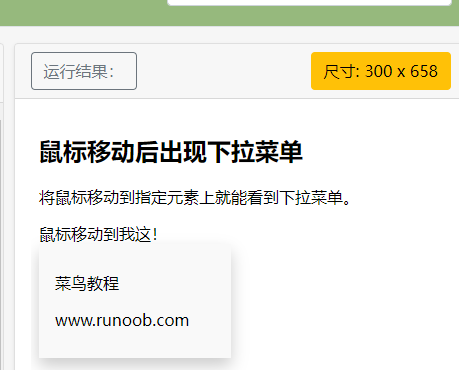 运行结果：
尺寸: 300 x 658
鼠标移动后出现下拉菜单
将鼠标移动到指定元素上就能看到下拉菜单。
鼠标移动到我这！
菜鸟教程
www.runoob.com